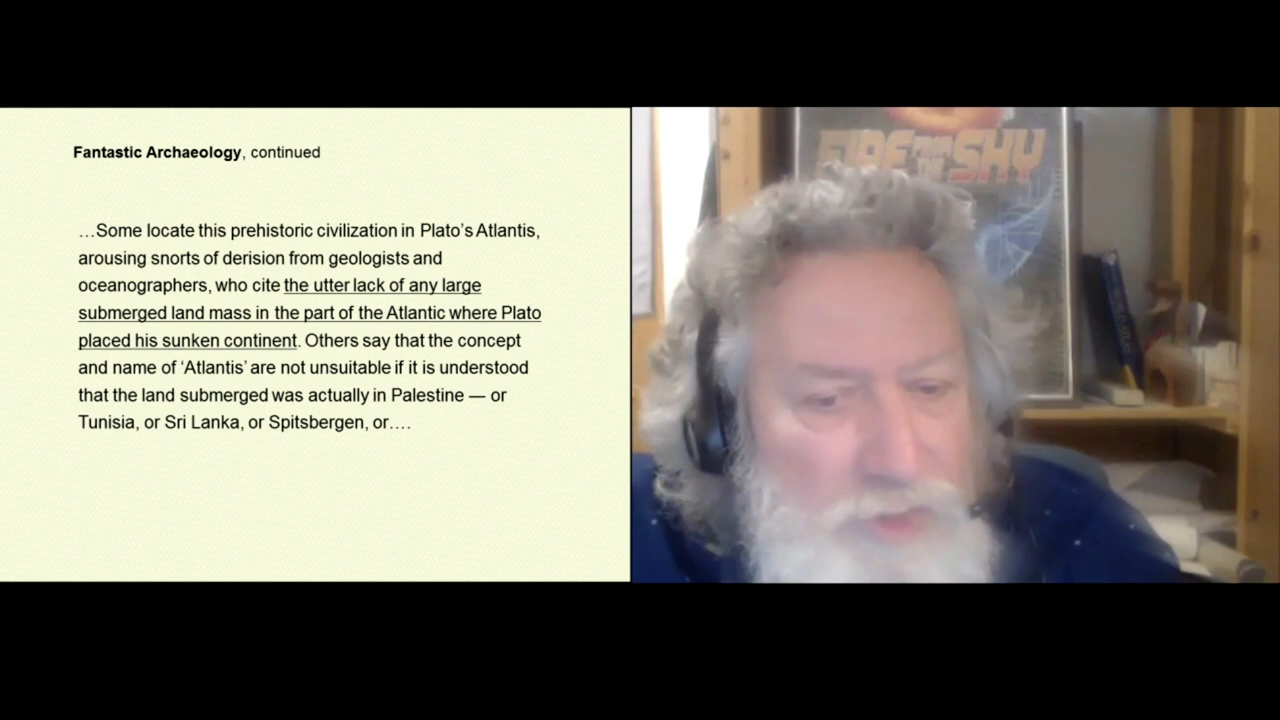 Fantastic Archaeology, continued
…Some locate this prehistoric civilization in Plato’s Atlantis,
arousing snorts of derision from geologists and
oceanographers, who cite the utter lack of any large
submerged land mass in the part of the Atlantic where Plato
placed his sunken continent. Others say that the concept
and name of ‘Atlantis’ are not unsuitable if it is understood
that the land submerged was actually in Palestine — or
Tunisia, or Sri Lanka, or Spitsbergen, or….
FIRE FROM THE SKY